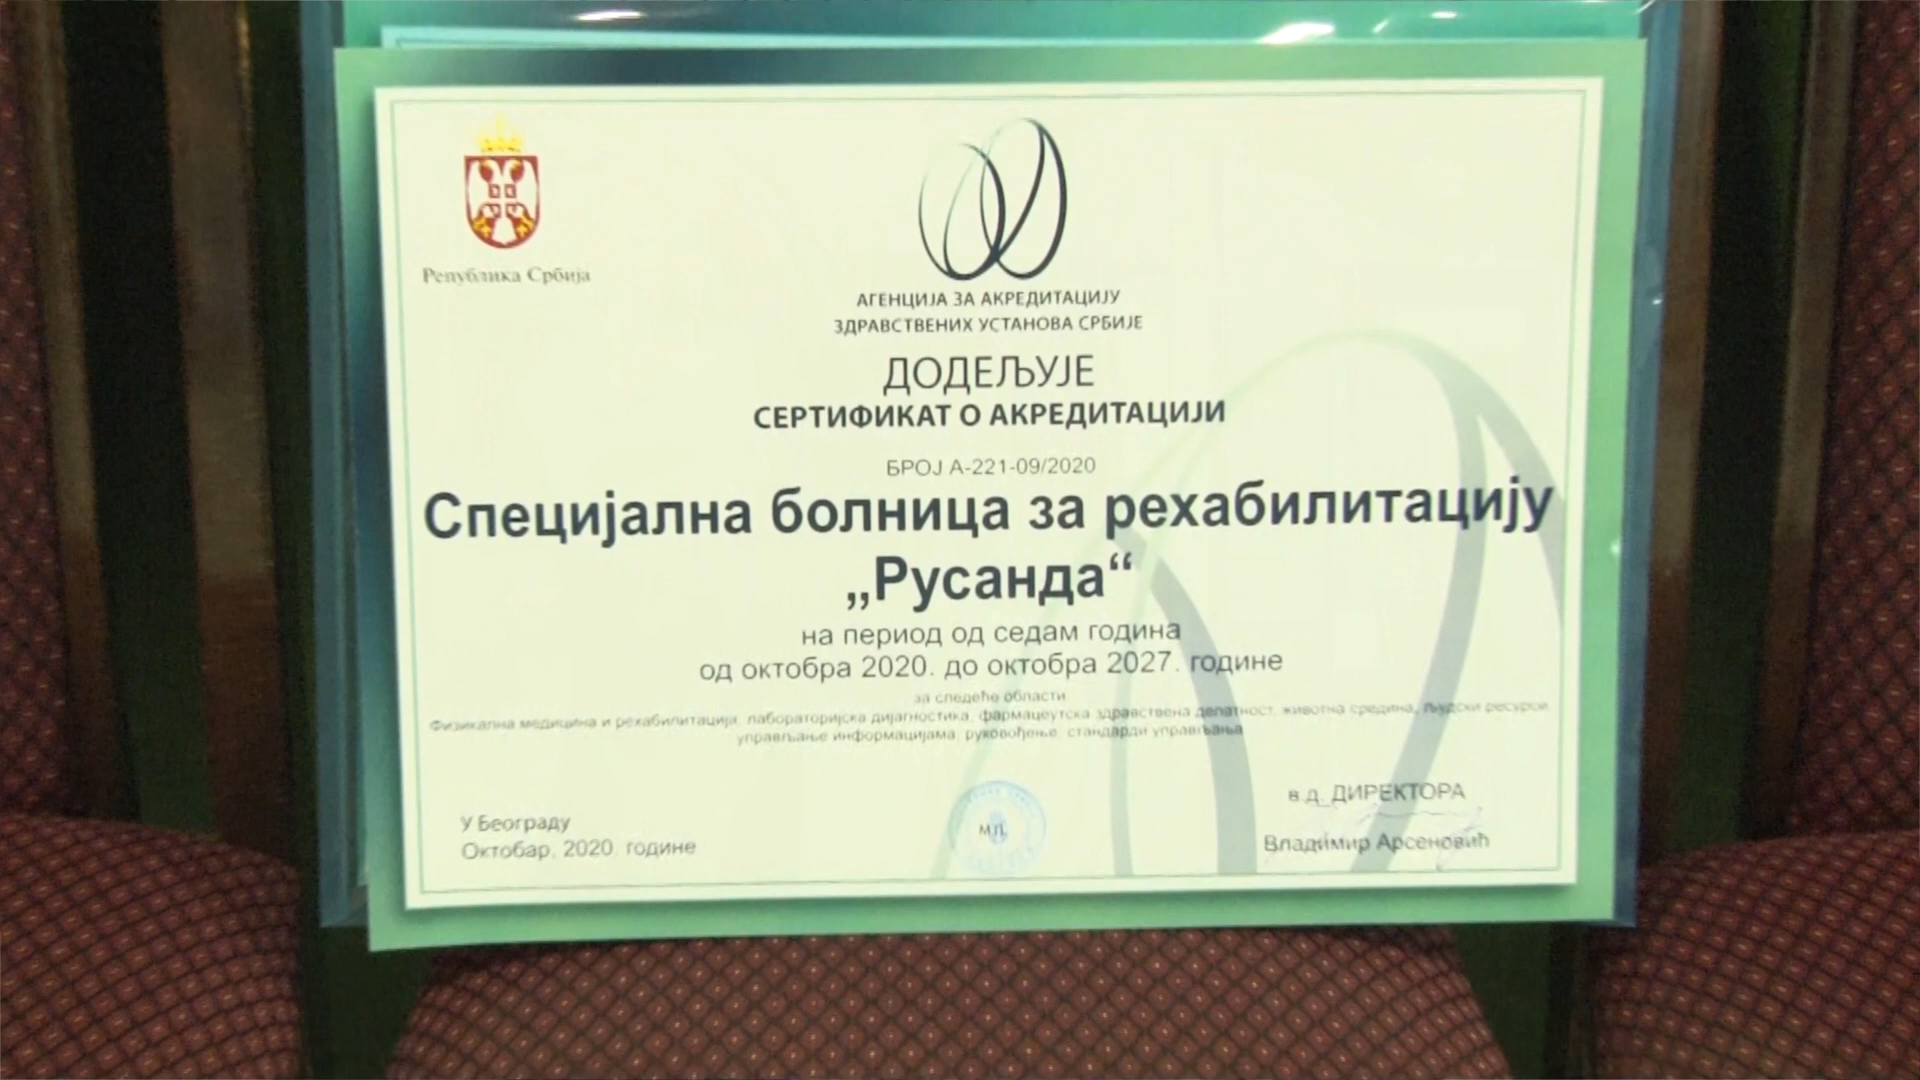 Република Србија
АГЕНЦИЈА ЗА АКРЕДИТАЦИЈУ
ЗДРАВСТВЕНИХ УСТАНОВА СРБИЈЕ
ДОДЕЉУЈЕ
СЕРТИФИКАТ О АКРЕДИТАЦИЈИ
БРОЈ А-221-09/2020
Специјална болница за рехабилитацију
„Русанда“
на период од седам година
од октобра 2020. до октобра 2027. године
за следеће области
Физикална медицина и рехабилитација, лабораторијска дијагностика, фармацеутска здравствена делатност, животна средина, људски ресурси,
управљање информацијама, руковођење, стандарди управљања
У Београду
Октобар, 2020. године
М.П.
в.д. ДИРЕКТОРА
Владимир Арсеновић